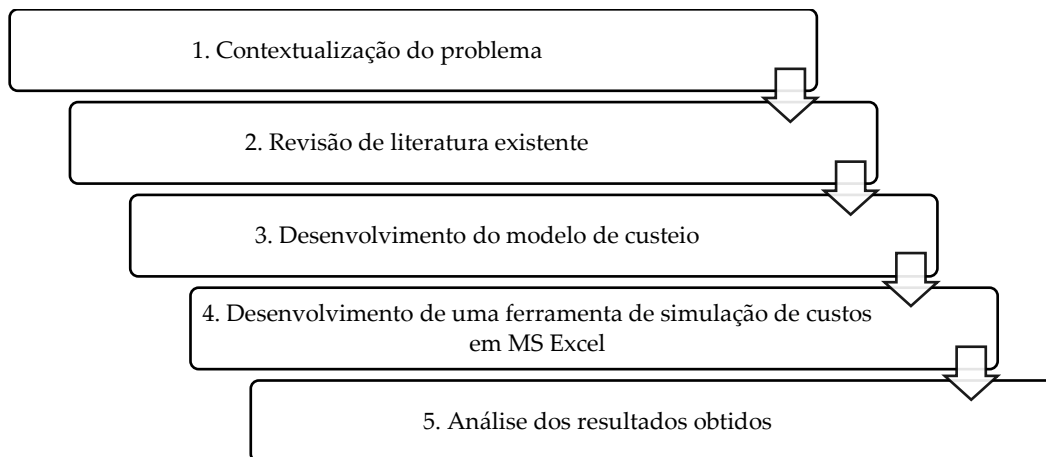 1. Contextualização do problema
2. Revisão de literatura existente
3. Desenvolvimento do modelo de custeio
4. Desenvolvimento de uma ferramenta de simulação de custos
em MS Excel
5. Análise dos resultados obtidos